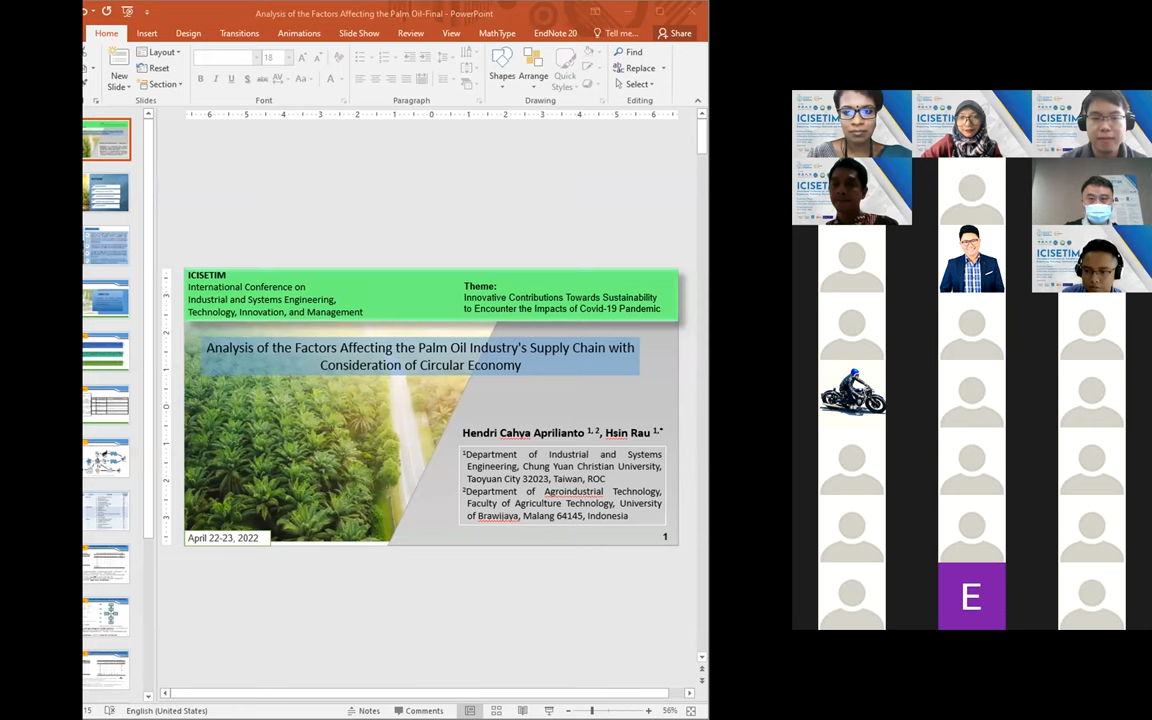 Analysis of the Factors Affecting the Palm Oil-Final - PowerPoint
Home Insert Design Transitions Animations Slide Show Review View MathType EndNote 20 Tell me... Share
New
Slide
Layout
Reset
Section
18
Shapes
Arrange
Quick
Styles
Find
Replace
Select
Slides Font Paragraph Drawing Editing
ICISETIM
International Conference on
Industrial and Systems Engineering,
Technology, Innovation, and Management
Theme:
Innovative Contributions Towards Sustainability
to Encounter the Impacts of Covid-19 Pandemic
Analysis of the Factors Affecting the Palm Oil Industry's Supply Chain with
Consideration of Circular Economy
Hendri Cahya Aprilianto 1, 2, Hsin Rau 1,*
1Department of Industrial and Systems
Engineering, Chung Yuan Christian University,
Taoyuan City 32023, Taiwan, ROC
2Department of Agroindustrial Technology,
Faculty of Agriculture Technology, University
of Brawijaya, Malang 64145, Indonesia
April 22-23, 2022
1
15 English (United States) Notes Comments 56%
ICISETIM
E